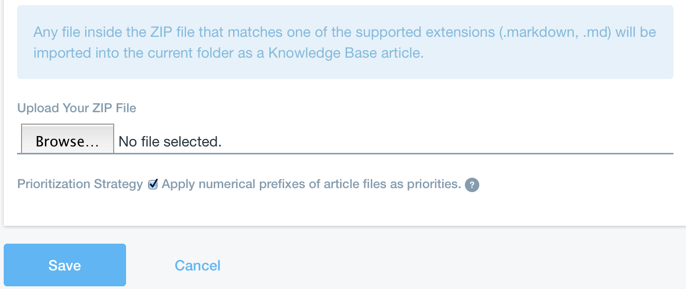 Any file inside the ZIP file that matches one of the supported extensions (.markdown, .md) will be
imported into the current folder as a Knowledge Base article.
Upload Your ZIP File
Browse... No file selected.
Prioritization Strategy Apply numerical prefixes of article files as priorities. ?
Save Cancel